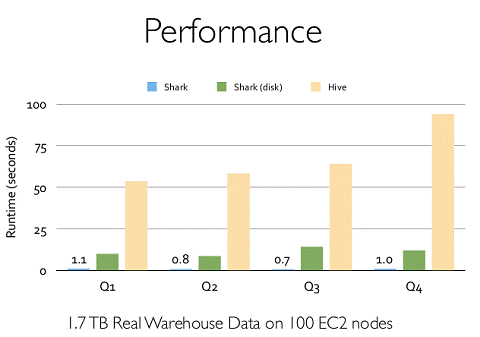 Performance
Shark Shark (disk) Hive
Runtime (seconds)
100
75
50
25
0
1.1 0.8 0.7 1.0
Q1 Q2 Q3 Q4
1.7 TB Real Warehouse Data on 100 EC2 nodes